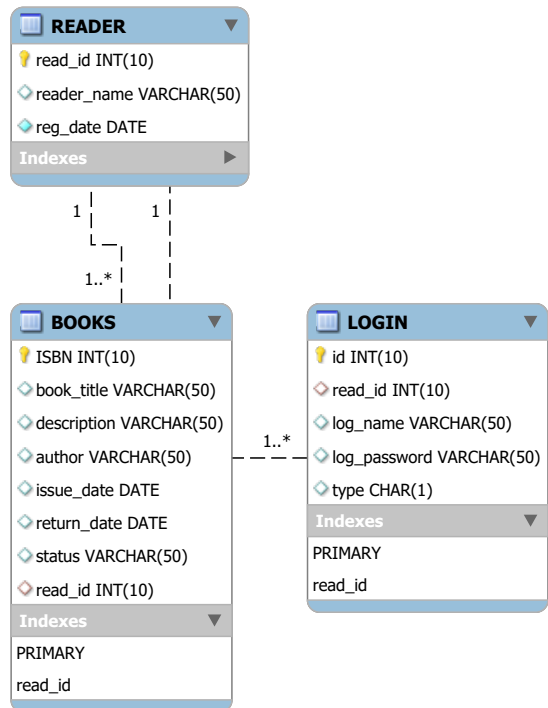 READER
read_id INT(10)
reader_name VARCHAR(50)
reg_date DATE
Indexes
1
1
1..*
BOOKS
ISBN INT(10)
book_title VARCHAR(50)
description VARCHAR(50)
author VARCHAR(50)
issue_date DATE
return_date DATE
status VARCHAR(50)
read_id INT(10)
Indexes
PRIMARY
read_id
1..*
LOGIN
id INT(10)
read_id INT(10)
log_name VARCHAR(50)
log_password VARCHAR(50)
type CHAR(1)
Indexes
PRIMARY
read_id